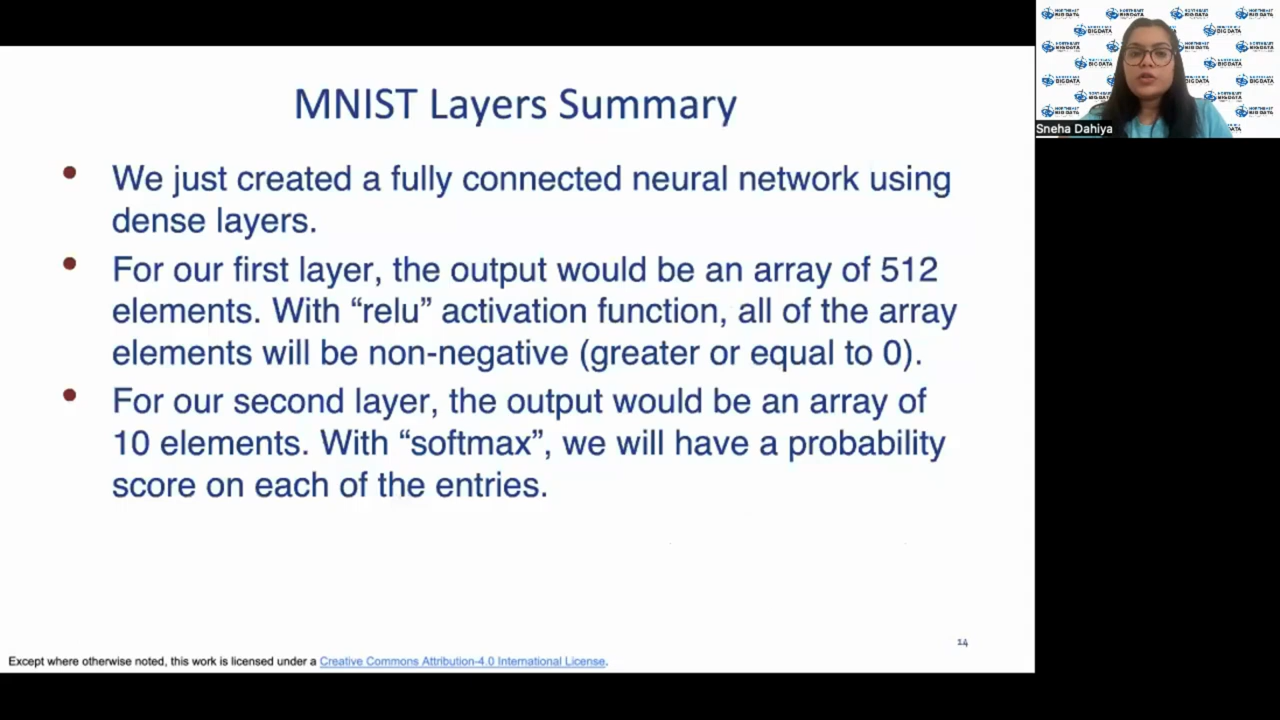 MNIST Layers Summary
We just created a fully connected neural network using
dense layers.
For our first layer, the output would be an array of 512
elements. With “relu” activation function, all of the array
elements will be non-negative (greater or equal to 0).
For our second layer, the output would be an array of
10 elements. With “softmax”, we will have a probability
score on each of the entries.
14
Except where otherwise noted, this work is licensed under a Creative Commons Attribution-4.0 International License.
NORTHEAST
BIG DATA
Sneha Dahiya